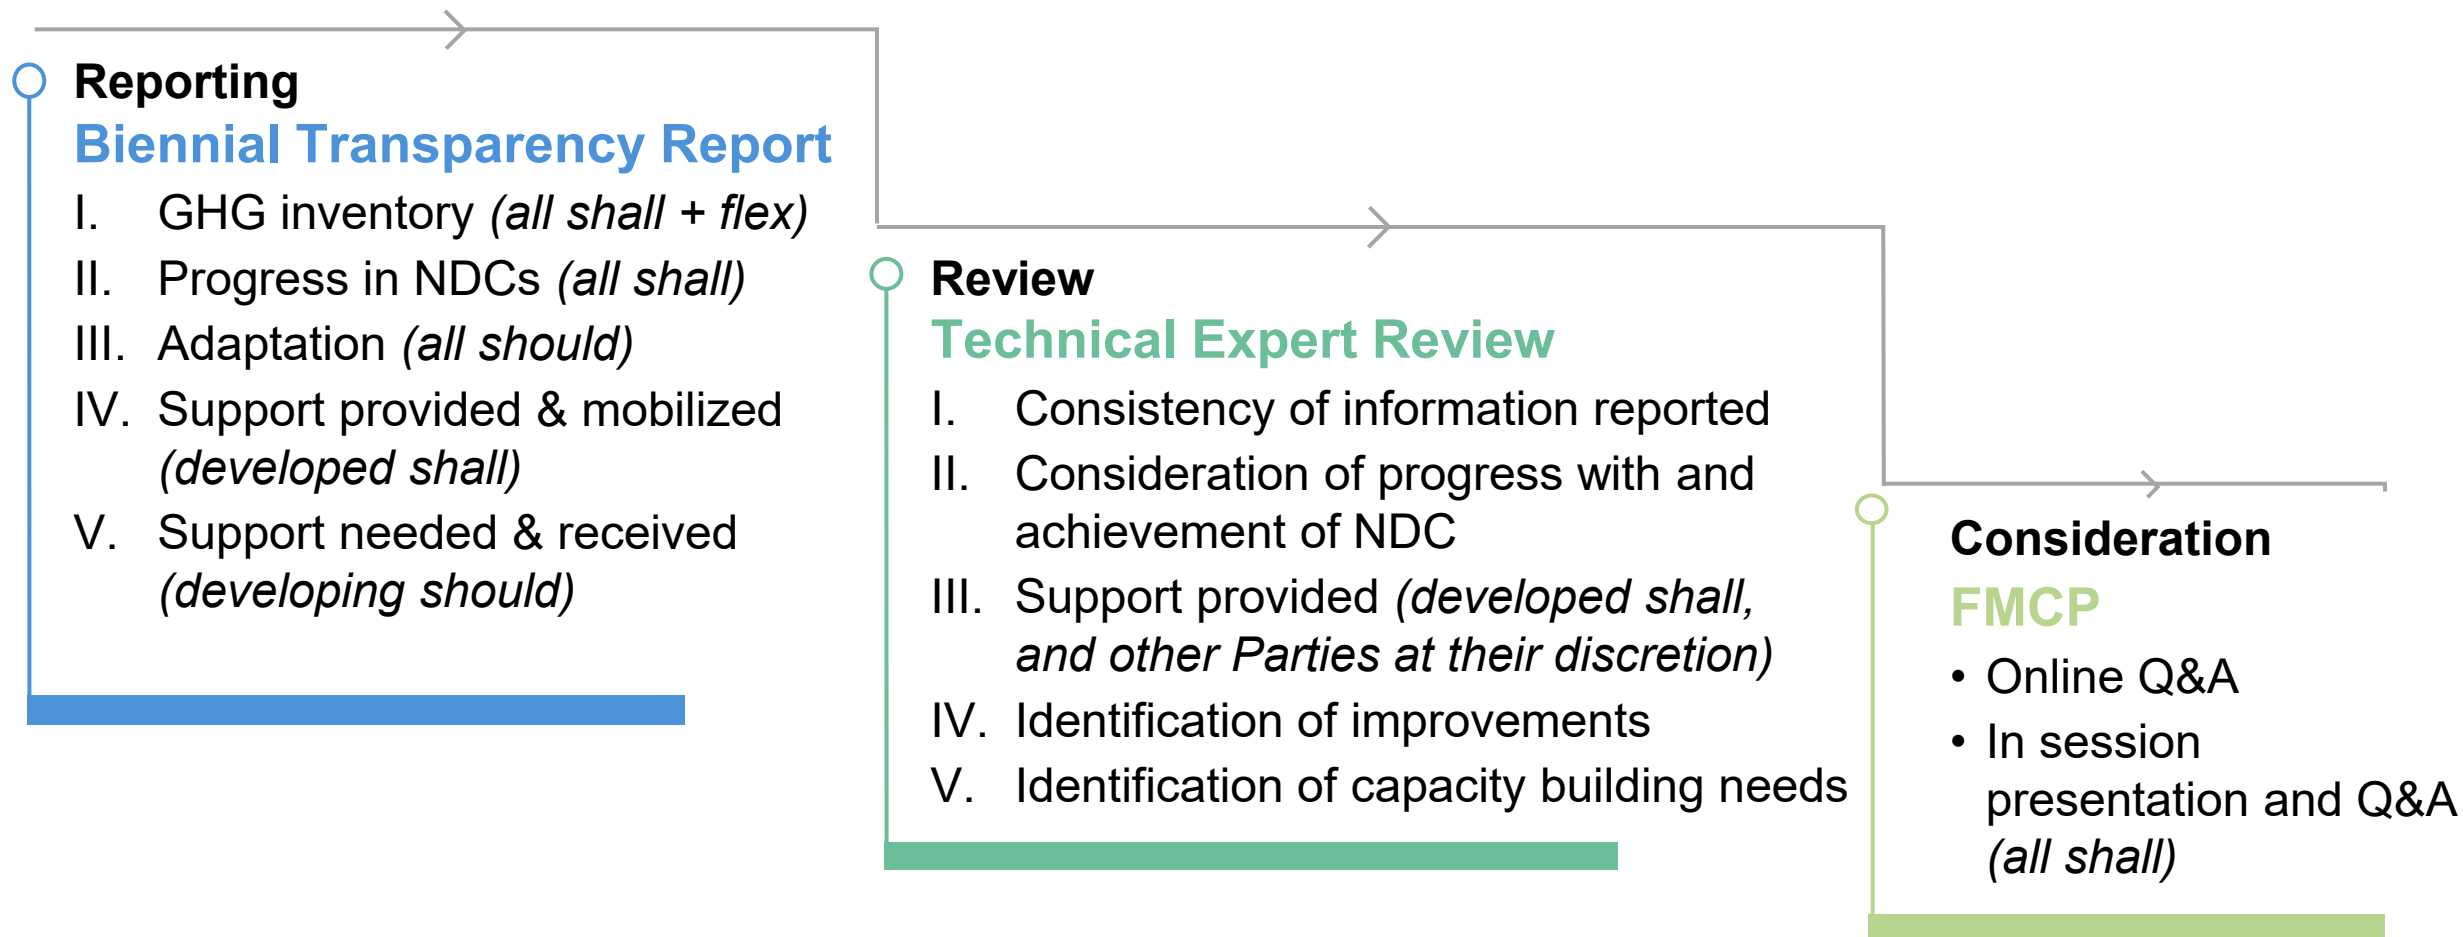 Reporting
Biennial Transparency Report
I. GHG inventory (all shall + flex)
II. Progress in NDCs (all shall)
III. Adaptation (all should)
IV. Support provided & mobilized
(developed shall)
V. Support needed & received
(developing should)
Review
Technical Expert Review
I. Consistency of information reported
II. Consideration of progress with and
achievement of NDC
III. Support provided (developed shall,
and other Parties at their discretion)
IV. Identification of improvements
V. Identification of capacity building needs
Consideration
FMCP
• Online Q&A
• In session
presentation and Q&A
(all shall)